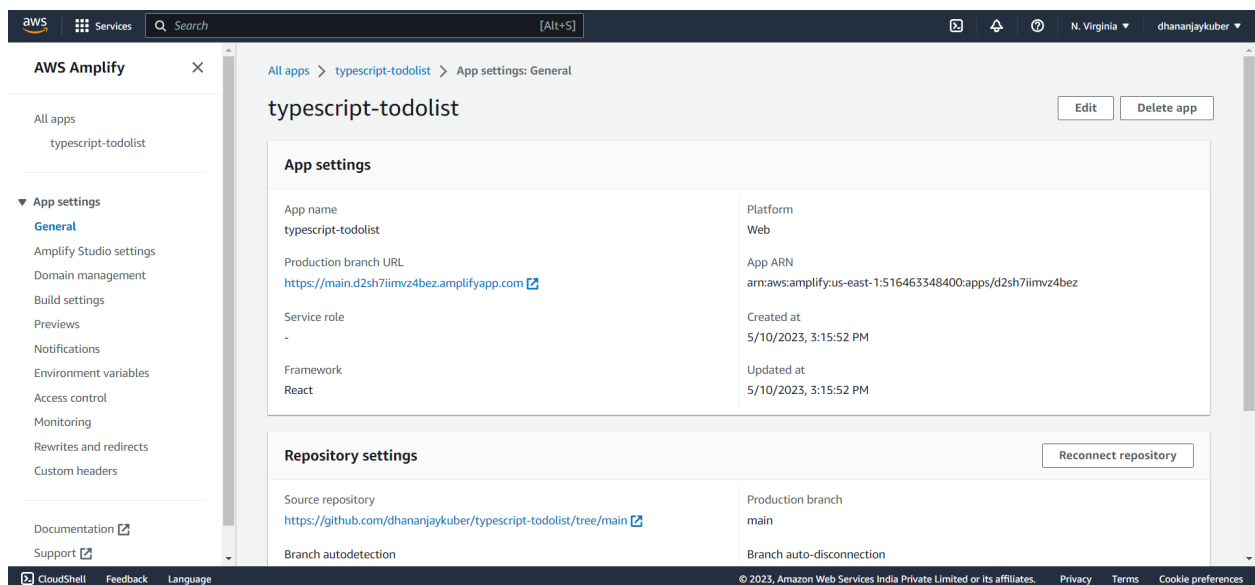 aws
Services
Search
[Alt+S]
N. Virginia ▼
dhananjaykuber ▼
AWS Amplify
All apps
typescript-todolist
App settings
General
Amplify Studio settings
Domain management
Build settings
Previews
Notifications
Environment variables
Access control
Monitoring
Rewrites and redirects
Custom headers
Documentation
Support
All apps > typescript-todolist > App settings: General
typescript-todolist
Edit
Delete app
App settings
App name
typescript-todolist
Production branch URL
https://main.d2sh7iimvz4bez.amplifyapp.com
Service role
-
Framework
React
Platform
Web
App ARN
arn:aws:amplify:us-east-1:516463348400:apps/d2sh7iimvz4bez
Created at
5/10/2023, 3:15:52 PM
Updated at
5/10/2023, 3:15:52 PM
Repository settings
Reconnect repository
Source repository
https://github.com/dhananjaykuber/typescript-todolist/tree/main
Branch autodetection
Production branch
main
Branch auto-disconnection
CloudShell
Feedback
Language
© 2023, Amazon Web Services India Private Limited or its affiliates.
Privacy
Terms
Cookie preferences